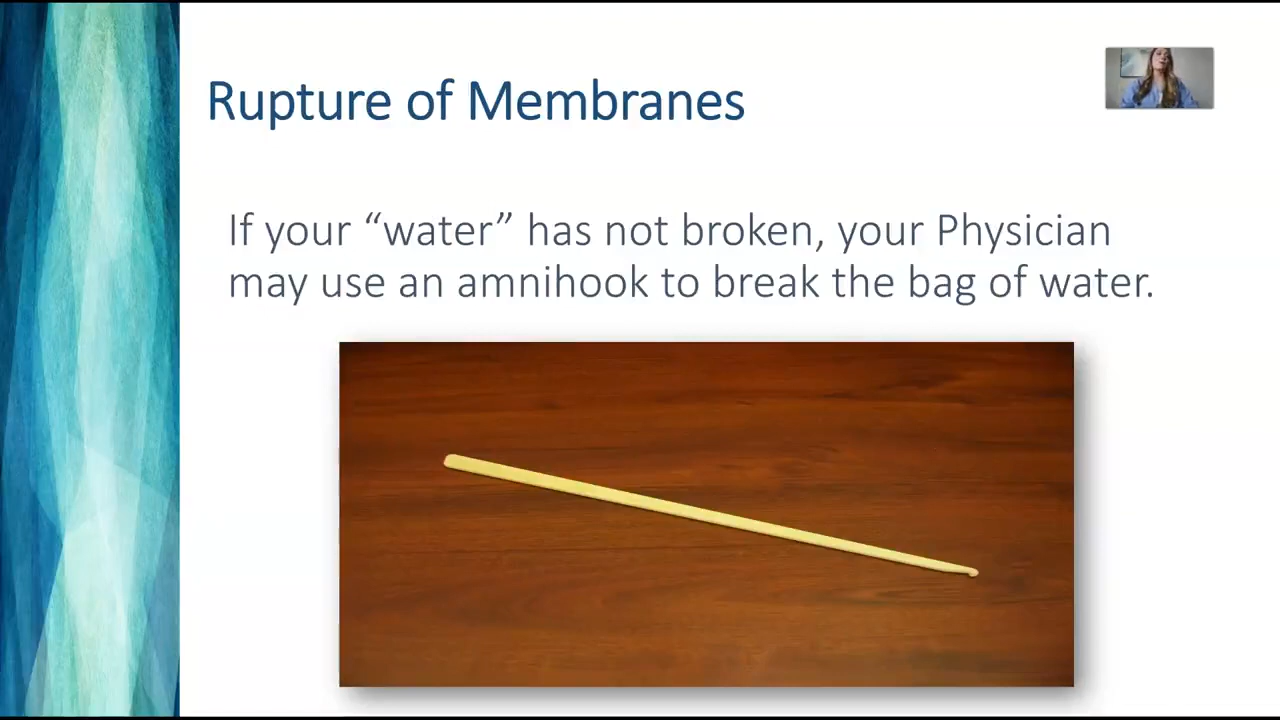 Rupture of Membranes
If your “water” has not broken, your Physician
may use an amnihook to break the bag of water.